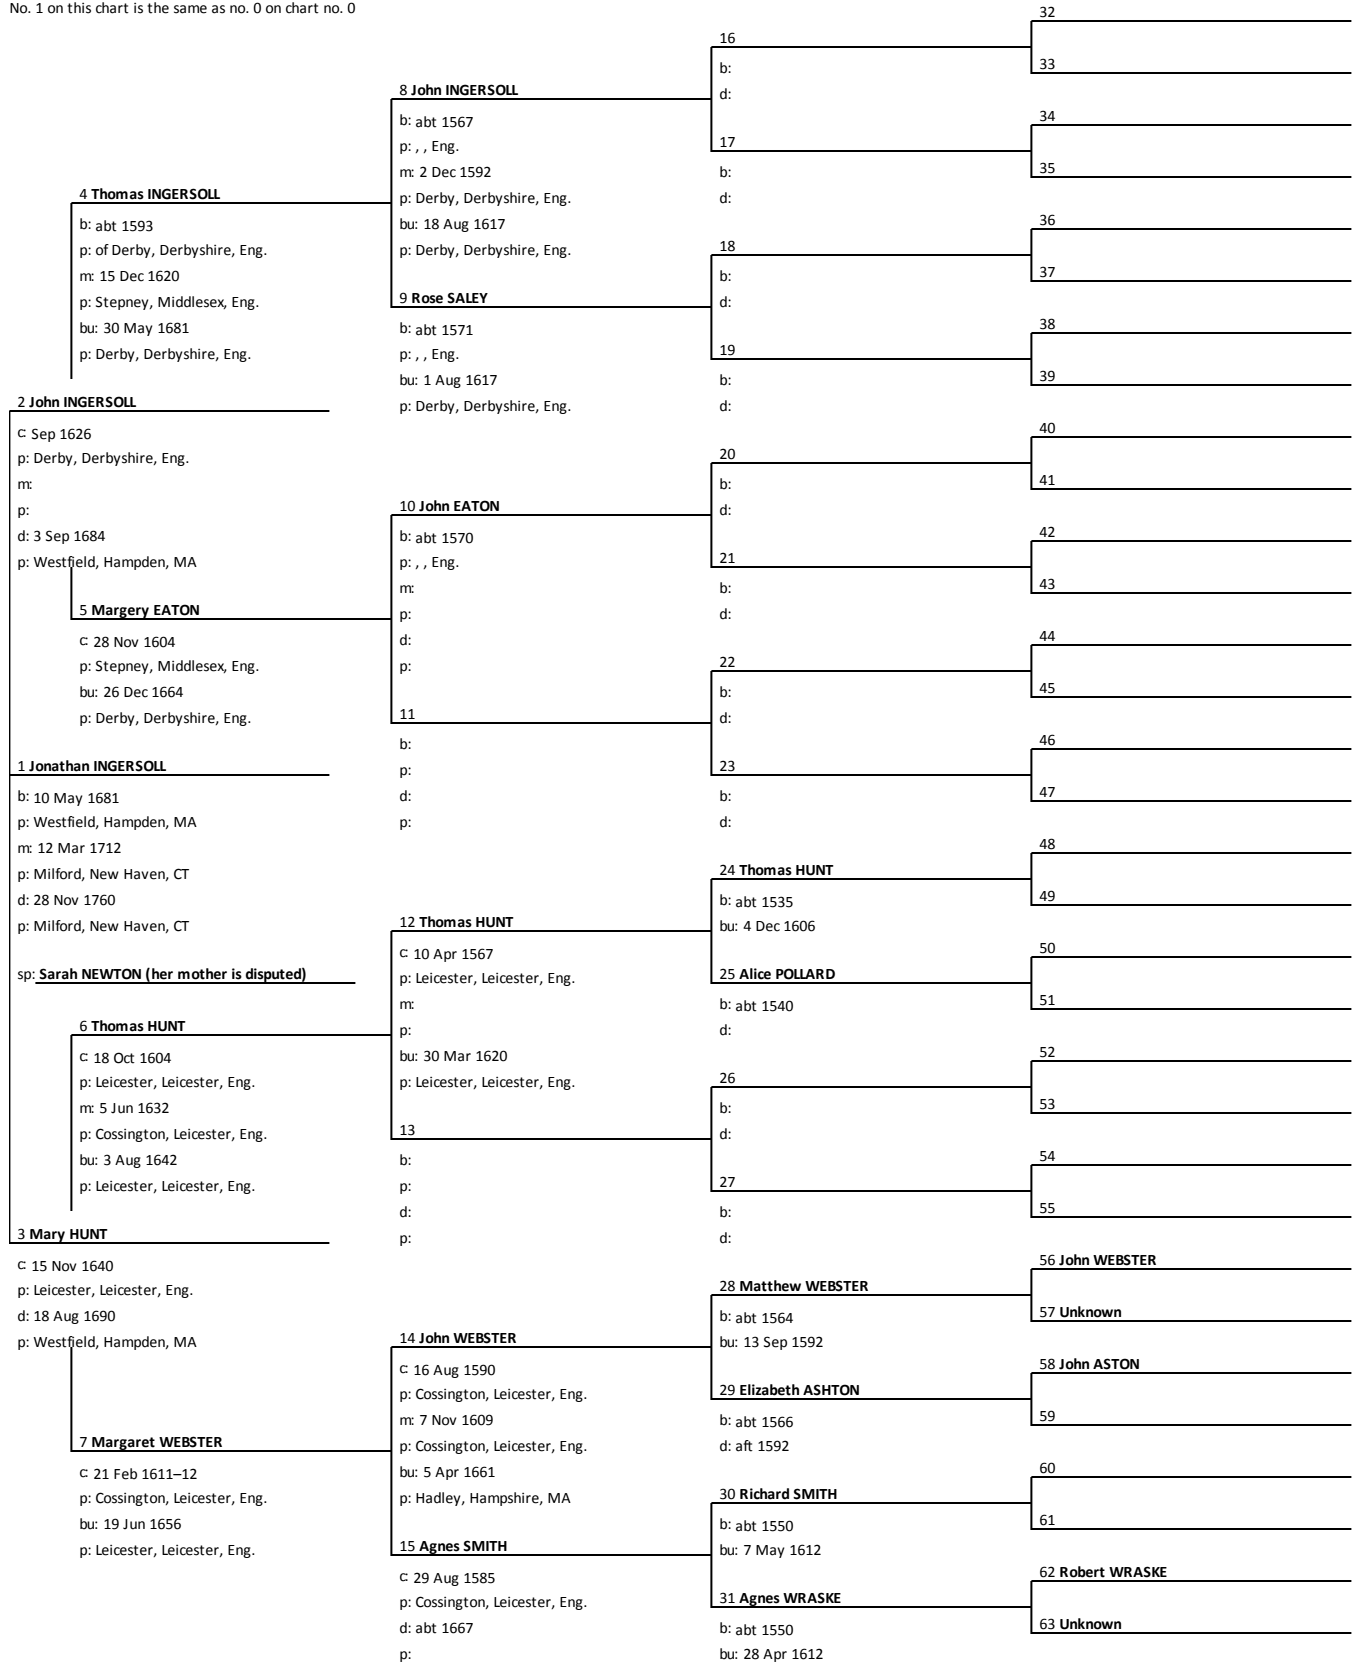 No. 1 on this chart is the same as no. 0 on chart no. 0
1 Jonathan INGERSOLL
b: 10 May 1681
p: Westfield, Hampden, MA
m: 12 Mar 1712
p: Milford, New Haven, CT
d: 28 Nov 1760
p: Milford, New Haven, CT
sp: Sarah NEWTON (her mother is disputed)
2 John INGERSOLL
c: Sep 1626
p: Derby, Derbyshire, Eng.
m:
p:
d: 3 Sep 1684
p: Westfield, Hampden, MA
3 Mary HUNT
c: 15 Nov 1640
p: Leicester, Leicester, Eng.
d: 18 Aug 1690
p: Westfield, Hampden, MA
4 Thomas INGERSOLL
b: abt 1593
p: of Derby, Derbyshire, Eng.
m: 15 Dec 1620
p: Stepney, Middlesex, Eng.
bu: 30 May 1681
p: Derby, Derbyshire, Eng.
5 Margery EATON
c: 28 Nov 1604
p: Stepney, Middlesex, Eng.
bu: 26 Dec 1664
p: Derby, Derbyshire, Eng.
6 Thomas HUNT
c: 18 Oct 1604
p: Leicester, Leicester, Eng.
m: 5 Jun 1632
p: Cossington, Leicester, Eng.
bu: 3 Aug 1642
p: Leicester, Leicester, Eng.
7 Margaret WEBSTER
c: 21 Feb 1611–12
p: Cossington, Leicester, Eng.
bu: 19 Jun 1656
p: Leicester, Leicester, Eng.
8 John INGERSOLL
b: abt 1567
p: , , Eng.
m: 2 Dec 1592
p: Derby, Derbyshire, Eng.
bu: 18 Aug 1617
p: Derby, Derbyshire, Eng.
9 Rose SALEY
b: abt 1571
p: , , Eng.
bu: 1 Aug 1617
p: Derby, Derbyshire, Eng.
10 John EATON
b: abt 1570
p: , , Eng.
m:
p:
d:
p:
11
b:
p:
d:
p:
12 Thomas HUNT
c: 10 Apr 1567
p: Leicester, Leicester, Eng.
m:
p:
bu: 30 Mar 1620
p: Leicester, Leicester, Eng.
13
b:
p:
d:
p:
14 John WEBSTER
c: 16 Aug 1590
p: Cossington, Leicester, Eng.
m: 7 Nov 1609
p: Cossington, Leicester, Eng.
bu: 5 Apr 1661
p: Hadley, Hampshire, MA
15 Agnes SMITH
c: 29 Aug 1585
p: Cossington, Leicester, Eng.
d: abt 1667
p:
16
b:
d:
17
b:
d:
18
b:
d:
19
b:
d:
20
b:
d:
21
b:
d:
22
b:
d:
23
b:
d:
24 Thomas HUNT
b: abt 1535
bu: 4 Dec 1606
25 Alice POLLARD
b: abt 1540
d:
26
b:
d:
27
b:
d:
28 Matthew WEBSTER
b: abt 1564
bu: 13 Sep 1592
29 Elizabeth ASHTON
b: abt 1566
d: aft 1592
30 Richard SMITH
b: abt 1550
bu: 7 May 1612
31 Agnes WRASKE
b: abt 1550
bu: 28 Apr 1612
32
33
34
35
36
37
38
39
40
41
42
43
44
45
46
47
48
49
50
51
52
53
54
55
56 John WEBSTER
57 Unknown
58 John ASTON
59
60
61
62 Robert WRASKE
63 Unknown